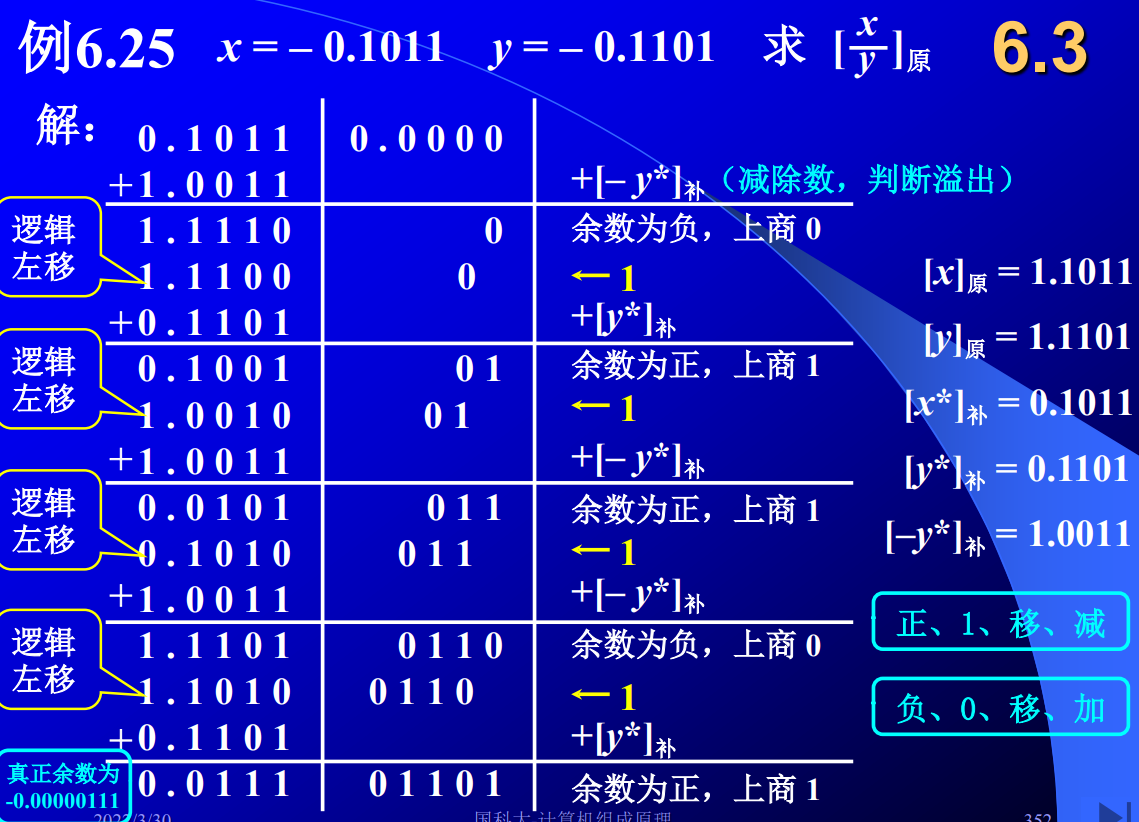 例6.25 x = – 0.1011 y = – 0.1101 求 [x/y]原 6.3
解：
0.1011 0.0000
+1.0011 +[– y*]补（减除数，判断溢出）
1.1110 0 余数为负，上商 0
逻辑左移 1.1100 0 ←1
+0.1101 +[y*]补
0.1001 01 余数为正，上商 1
逻辑左移 1.0010 01 ←1
+1.0011 +[– y*]补
0.0101 011 余数为正，上商 1
逻辑左移 0.1010 011 ←1
+1.0011 +[– y*]补
1.1101 0110 余数为负，上商 0
逻辑左移 1.1010 0110 ←1
+0.1101 +[y*]补
0.0111 01101 余数为正，上商 1
真正余数为
-0.00000111
[x]原 = 1.1011
[y]原 = 1.1101
[x*]补 = 0.1011
[y*]补 = 0.1101
[–y*]补 = 1.0011
正、1、移、减
负、0、移、加
国科大 计算机组成原理
352